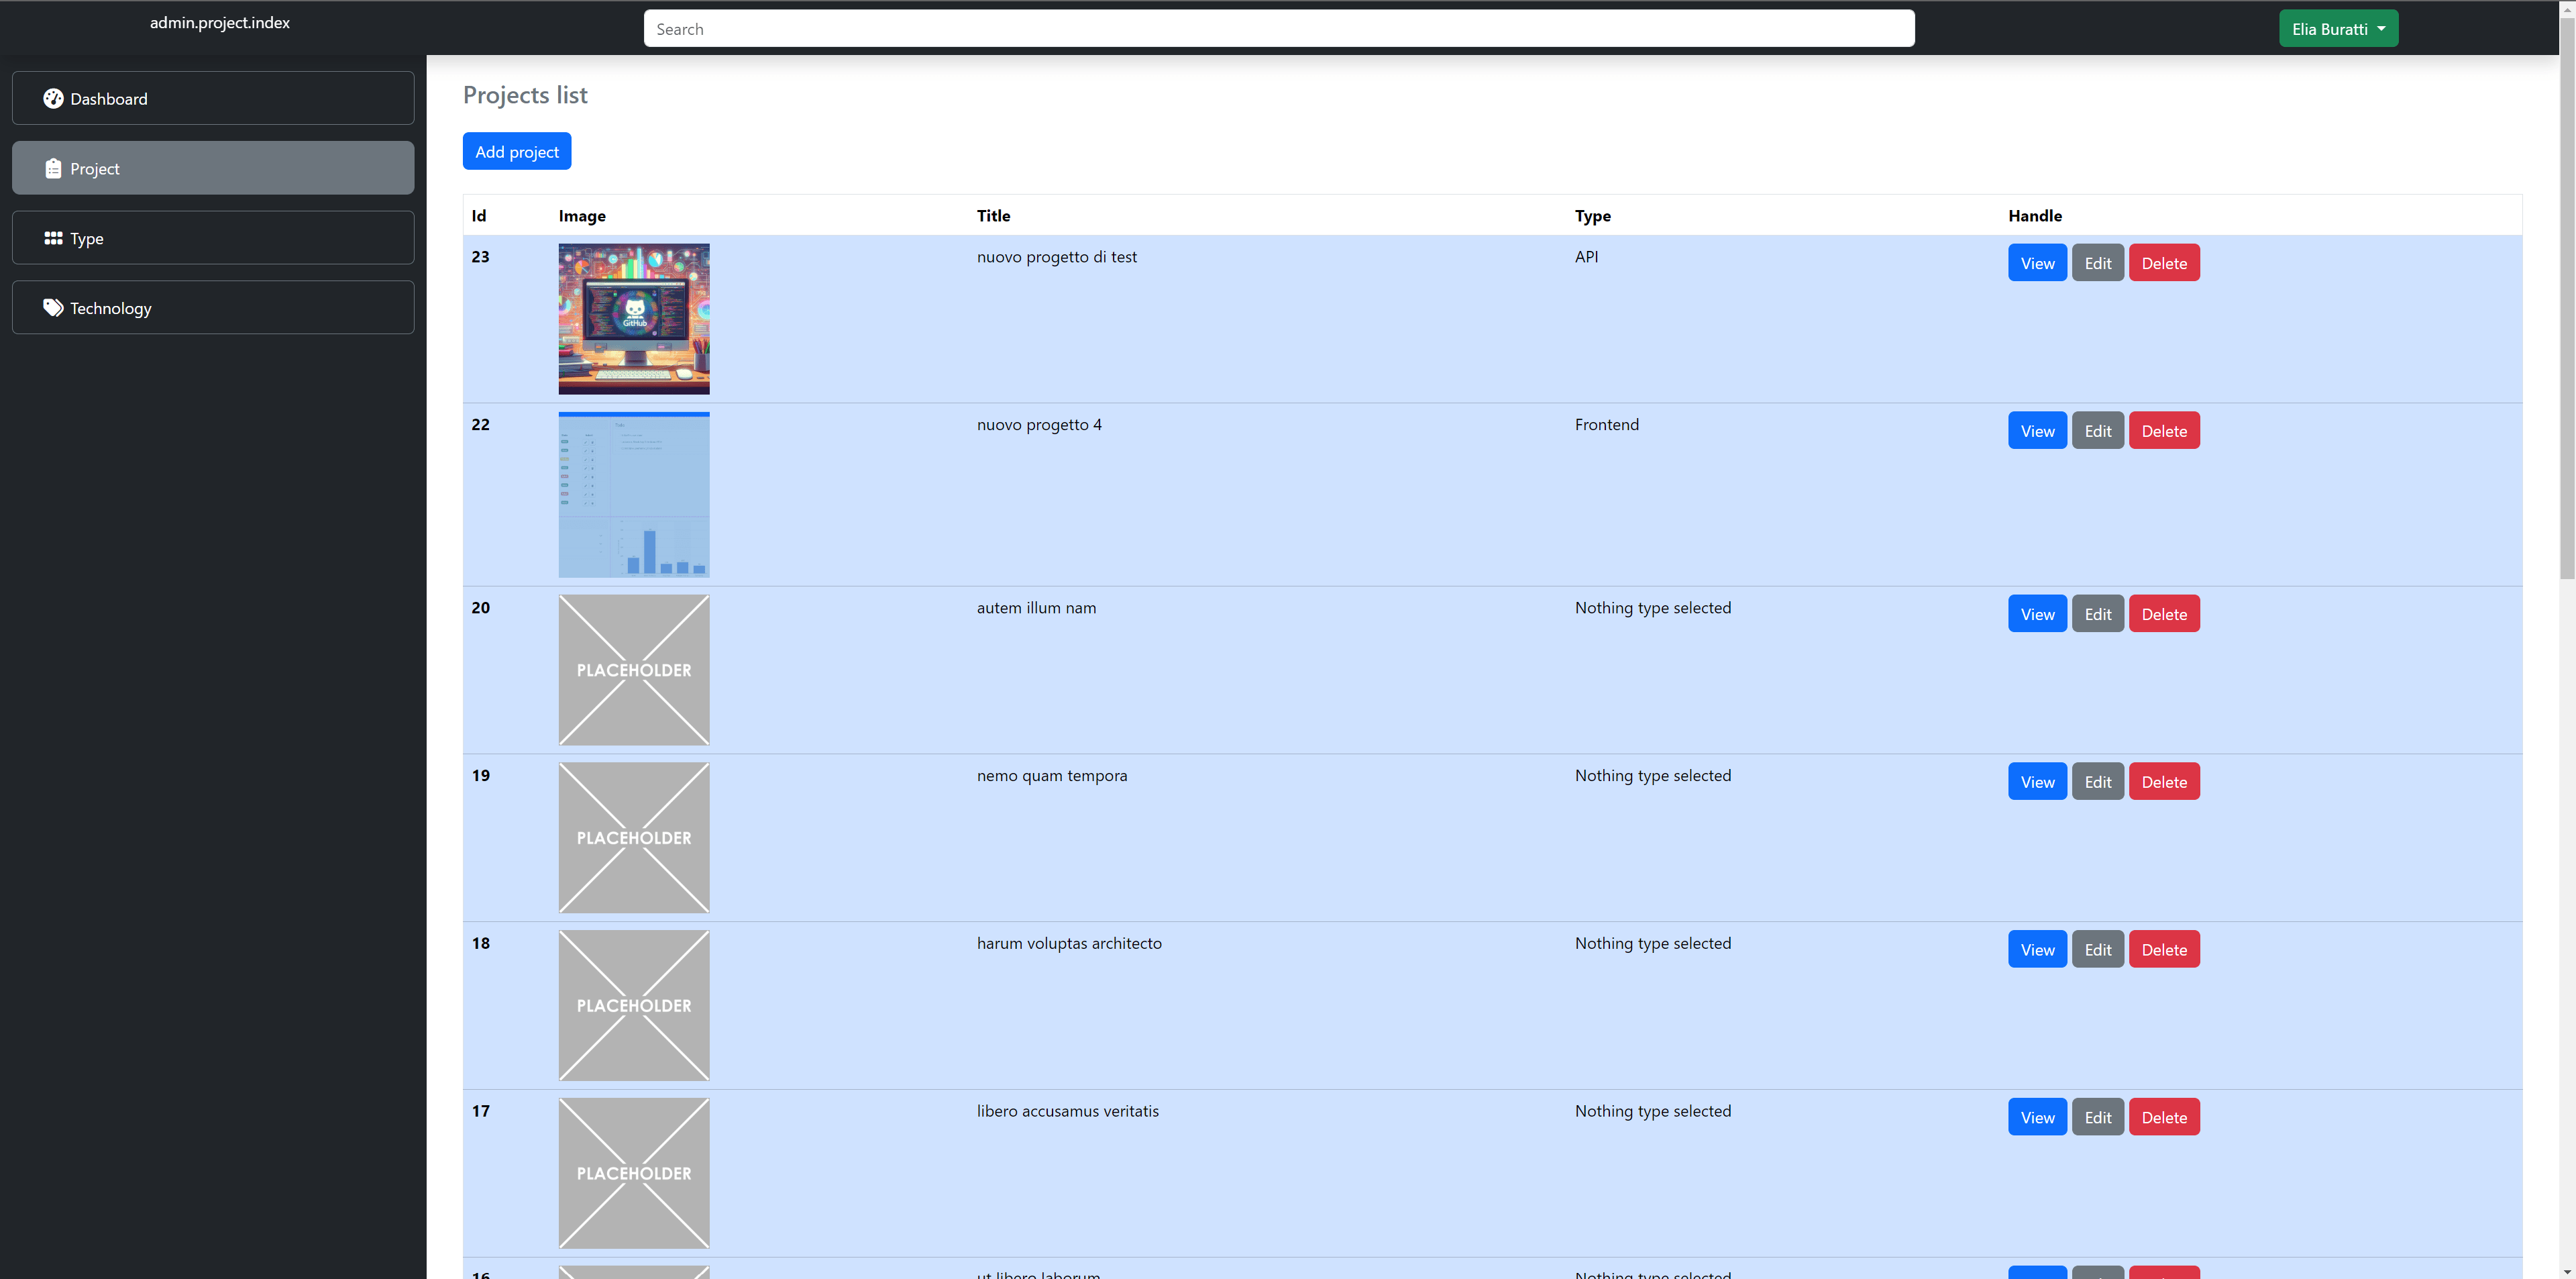 admin.project.index
Search
Elia Buratti
Dashboard
Project
Type
Technology
Projects list
Add project
Id Image Title Type Handle
23 nuovo progetto di test API View Edit Delete
GitHub
22 nuovo progetto 4 Frontend View Edit Delete
20 autem illum nam Nothing type selected View Edit Delete
PLACEHOLDER
19 nemo quam tempora Nothing type selected View Edit Delete
PLACEHOLDER
18 harum voluptas architecto Nothing type selected View Edit Delete
PLACEHOLDER
17 libero accusamus veritatis Nothing type selected View Edit Delete
PLACEHOLDER
16 ut libero laborum Nothing type selected